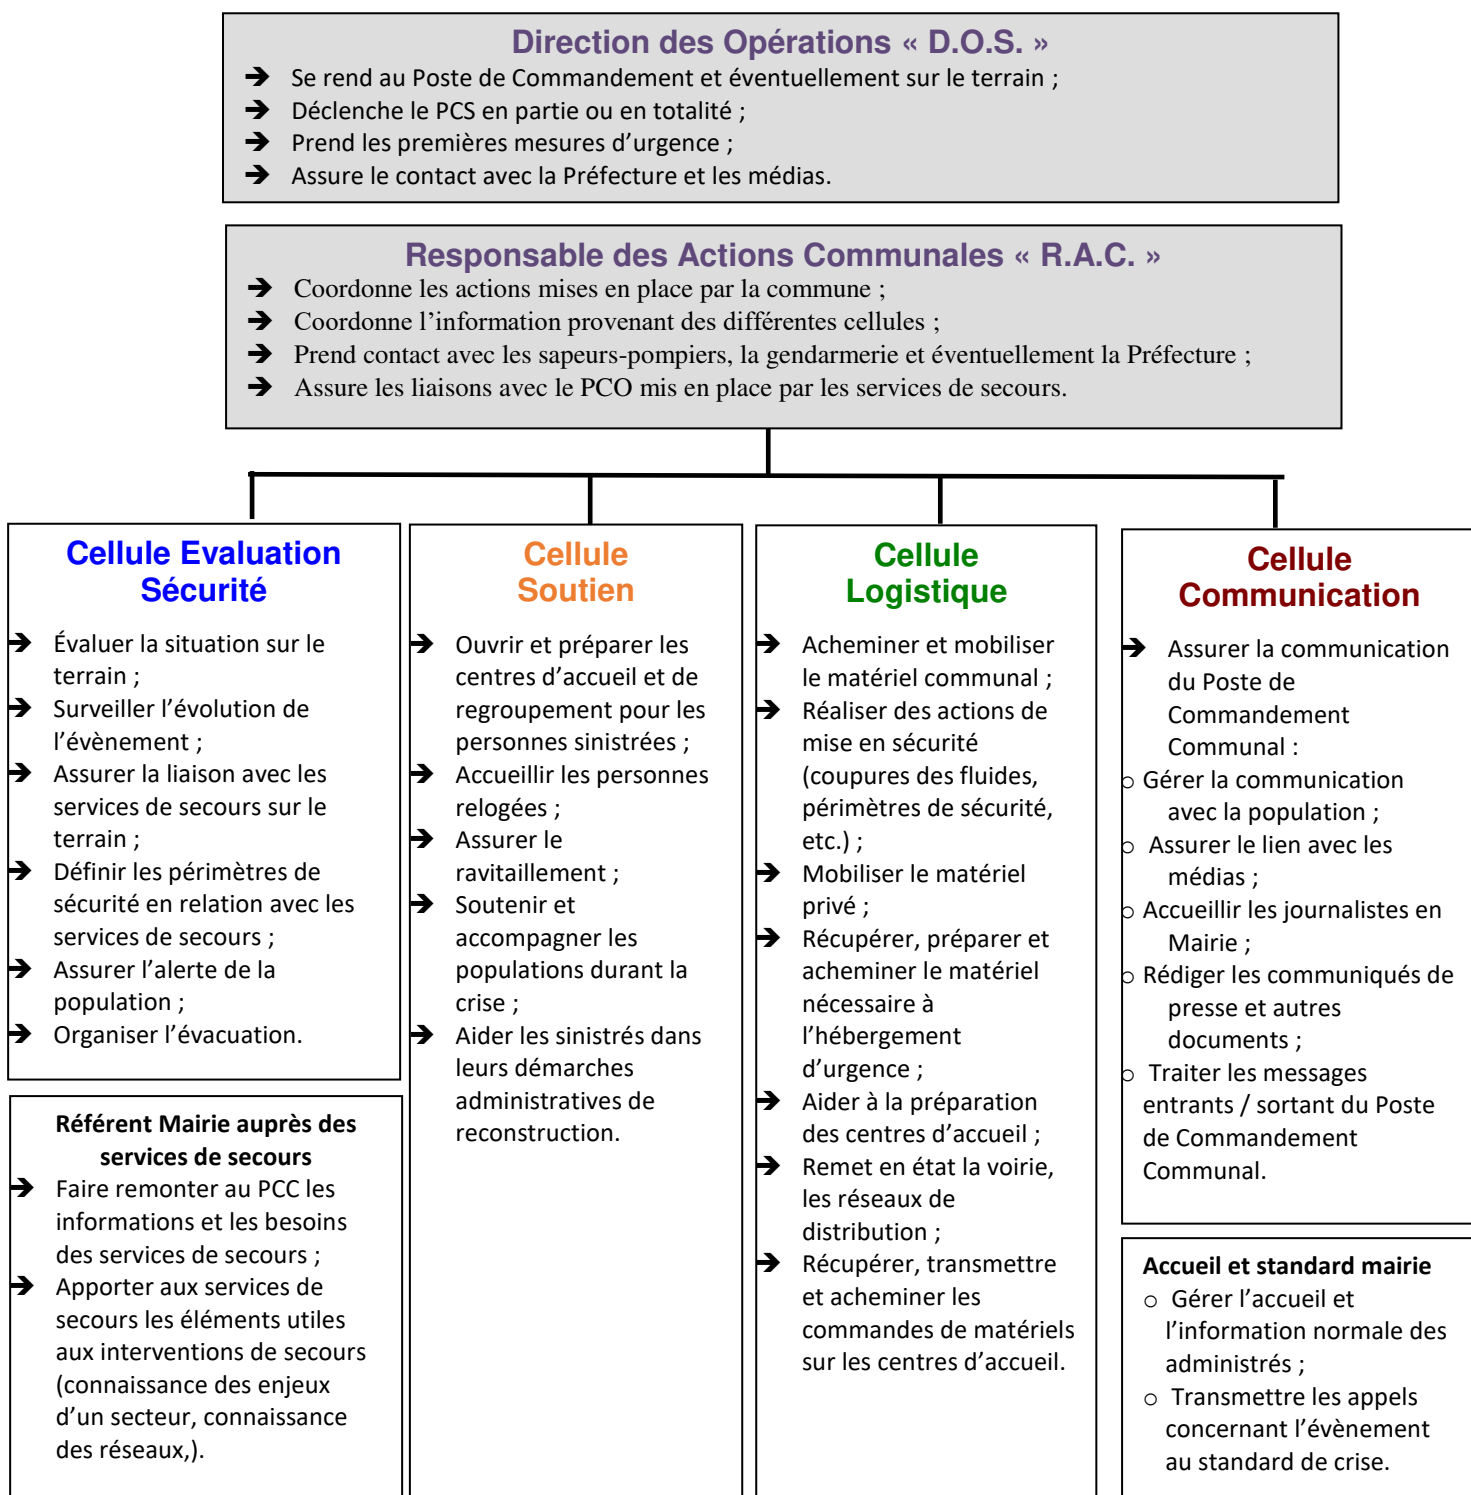 Direction des Opérations « D.O.S. »
➔ Se rend au Poste de Commandement et éventuellement sur le terrain ;
➔ Déclenche le PCS en partie ou en totalité ;
➔ Prend les premières mesures d’urgence ;
➔ Assure le contact avec la Préfecture et les médias.
Responsable des Actions Communales « R.A.C. »
➔ Coordonne les actions mises en place par la commune ;
➔ Coordonne l’information provenant des différentes cellules ;
➔ Prend contact avec les sapeurs-pompiers, la gendarmerie et éventuellement la Préfecture ;
➔ Assure les liaisons avec le PCO mis en place par les services de secours.
Cellule Evaluation
Sécurité
➔ Évaluer la situation sur le
terrain ;
➔ Surveiller l’évolution de
l’évènement ;
➔ Assurer la liaison avec les
services de secours sur le
terrain ;
➔ Définir les périmètres de
sécurité en relation avec les
services de secours ;
➔ Assurer l’alerte de la
population ;
➔ Organiser l’évacuation.
Référent Mairie auprès des
services de secours
➔ Faire remonter au PCC les
informations et les besoins
des services de secours ;
➔ Apporter aux services de
secours les éléments utiles
aux interventions de secours
(connaissance des enjeux
d’un secteur, connaissance
des réseaux,).
Cellule
Soutien
➔ Ouvrir et préparer les
centres d’accueil et de
regroupement pour les
personnes sinistrées ;
➔ Accueillir les personnes
relogées ;
➔ Assurer le
ravitaillement ;
➔ Soutenir et
accompagner les
populations durant la
crise ;
➔ Aider les sinistrés dans
leurs démarches
administratives de
reconstruction.
Cellule
Logistique
➔ Acheminer et mobiliser
le matériel communal ;
➔ Réaliser des actions de
mise en sécurité
(coupures des fluides,
périmètres de sécurité,
etc.) ;
➔ Mobiliser le matériel
privé ;
➔ Récupérer, préparer et
acheminer le matériel
nécessaire à
l’hébergement
d’urgence ;
➔ Aider à la préparation
des centres d’accueil ;
➔ Remet en état la voirie,
les réseaux de
distribution ;
➔ Récupérer, transmettre
et acheminer les
commandes de matériels
sur les centres d’accueil.
Cellule
Communication
➔ Assurer la communication
du Poste de
Commandement
Communal :
o Gérer la communication
avec la population ;
o Assurer le lien avec les
médias ;
o Accueillir les journalistes en
Mairie ;
o Rédiger les communiqués de
presse et autres
documents ;
o Traiter les messages
entrants / sortant du Poste
de Commandement
Communal.
Accueil et standard mairie
o Gérer l’accueil et
l’information normale des
administrés ;
o Transmettre les appels
concernant l’évènement
au standard de crise.